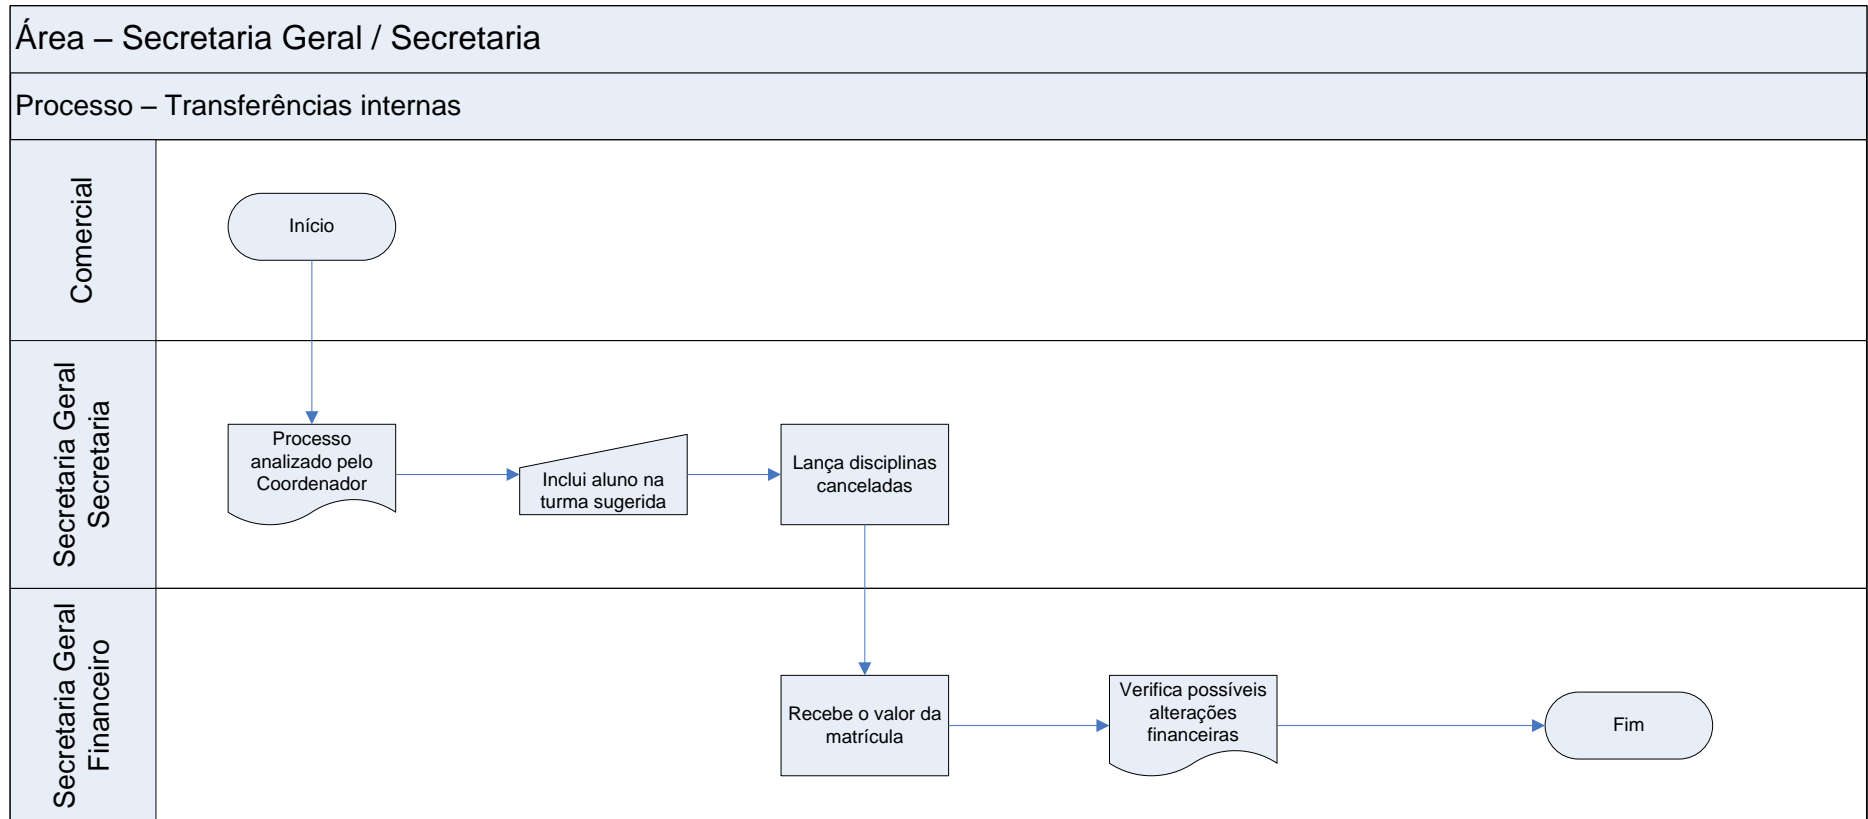 Área – Secretaria Geral / Secretaria
Processo – Transferências internas
Comercial
Início
Secretaria Geral
Secretaria
Processo
analizado pelo
Coordenador
Inclui aluno na
turma sugerida
Lança disciplinas
canceladas
Secretaria Geral
Financeiro
Recebe o valor da
matrícula
Verifica possíveis
alterações
financeiras
Fim